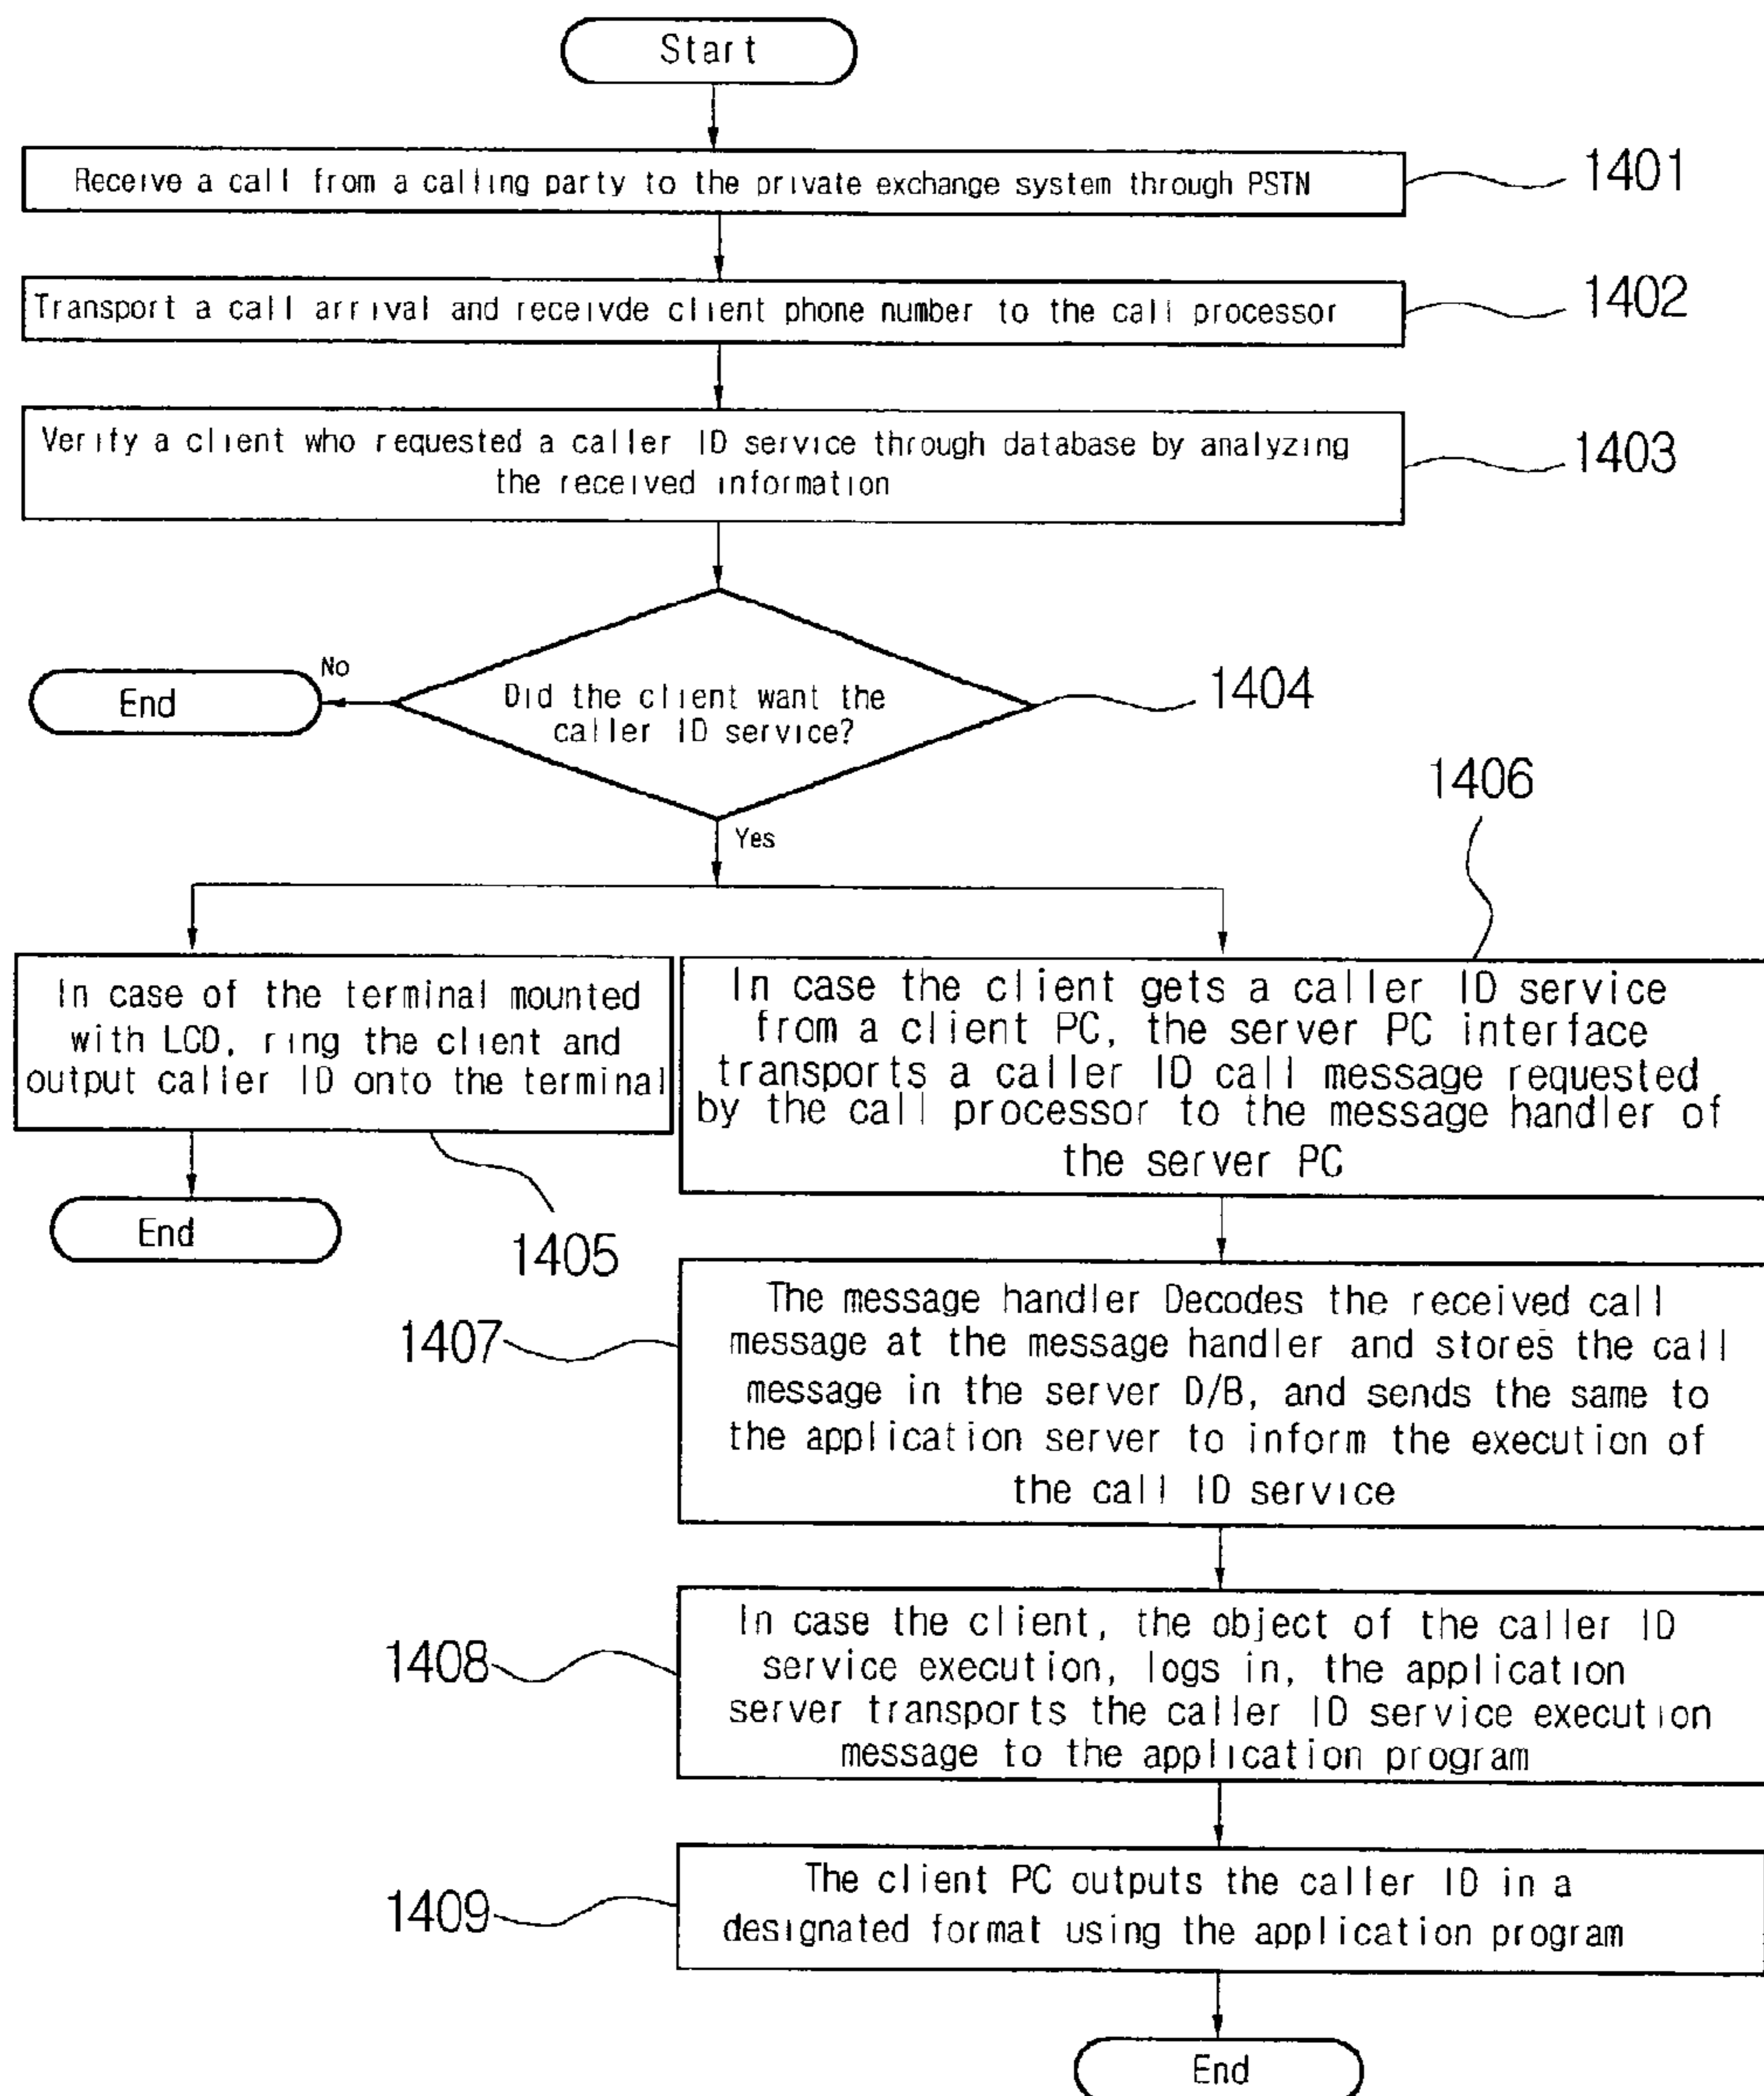 Start
Receive a call from a calling party to the private exchange system through PSTN
1401
Transport a call arrival and receivde client phone number to the call processor
1402
Verify a client who requested a caller ID service through database by analyzing
the received information
1403
No
End
Did the client want the
caller ID service?
1404
Yes
1406
In case of the terminal mounted
with LCD, ring the client and
output caller ID onto the terminal
In case the client gets a caller ID service
from a client PC, the server PC interface
transports a caller ID call message requested
by the call processor to the message handler of
the server PC
End
1405
The message handler Decodes the received call
message at the message handler and stores the call
message in the server D/B, and sends the same to
the application server to inform the execution of
the call ID service
1407
In case the client, the object of the caller ID
service execution, logs in, the application
server transports the caller ID service execution
message to the application program
1408
The client PC outputs the caller ID in a
designated format using the application program
1409
End